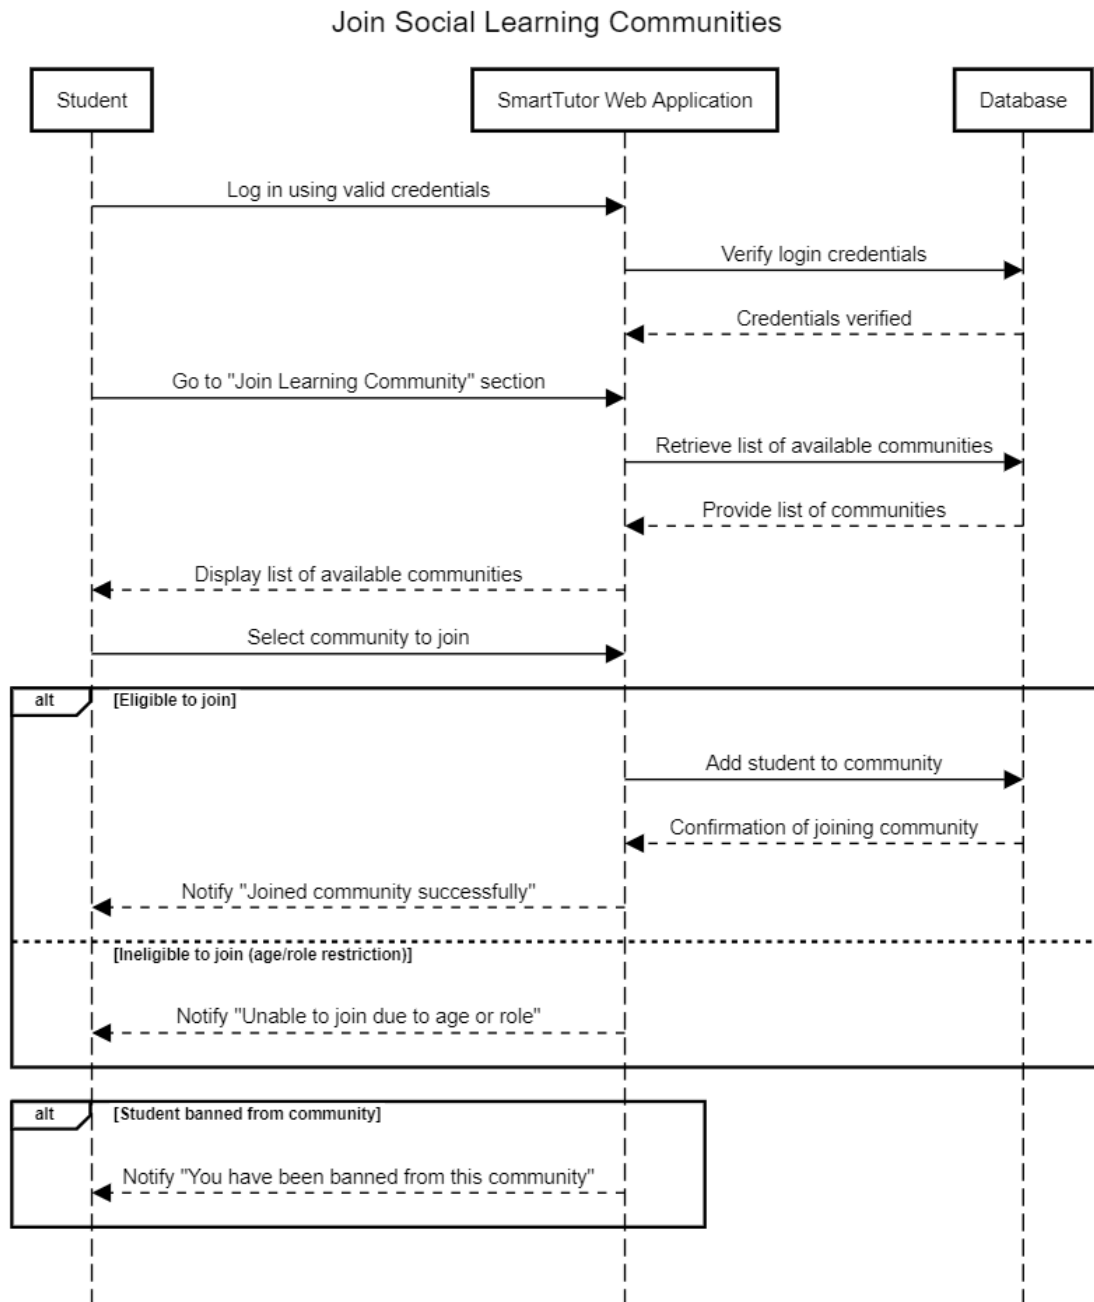 Join Social Learning Communities
Student
SmartTutor Web Application
Database
Log in using valid credentials
Verify login credentials
Credentials verified
Go to "Join Learning Community" section
Retrieve list of available communities
Provide list of communities
Display list of available communities
Select community to join
alt
[Eligible to join]
Add student to community
Confirmation of joining community
Notify "Joined community successfully"
[Ineligible to join (age/role restriction)]
Notify "Unable to join due to age or role"
alt
[Student banned from community]
Notify "You have been banned from this community"